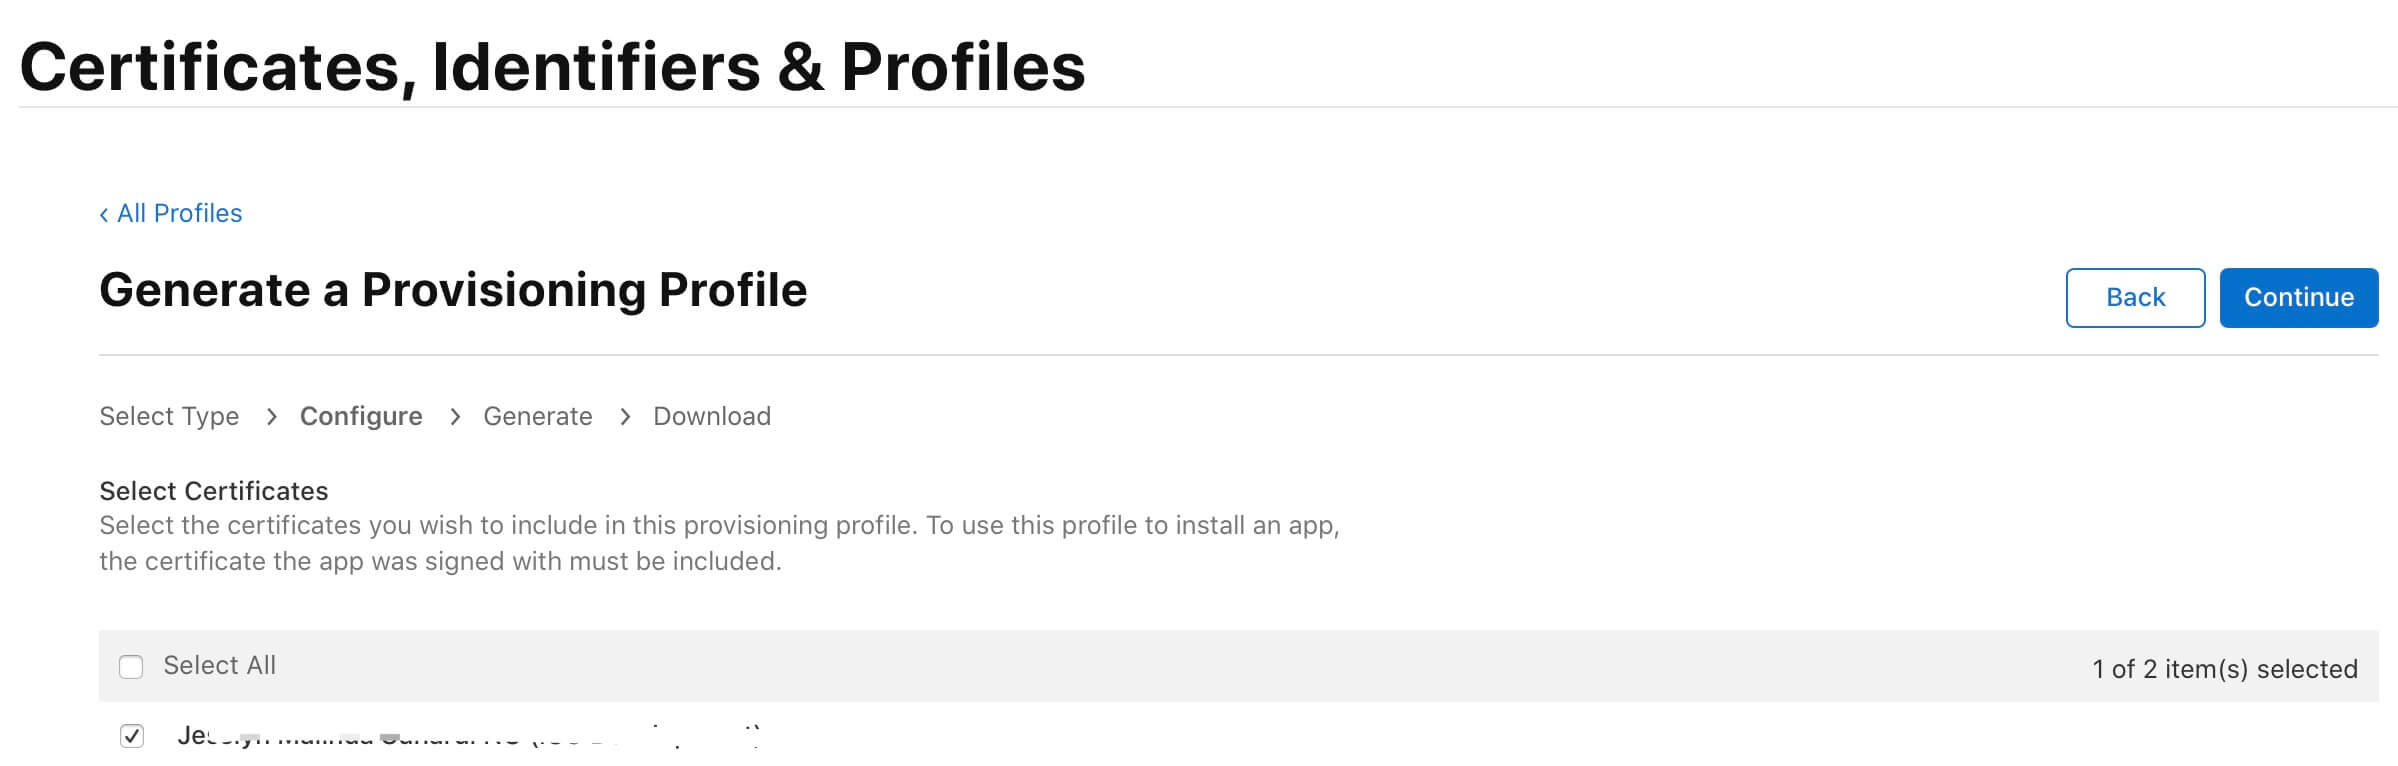 Certificates, Identifiers & Profiles
‹ All Profiles
Generate a Provisioning Profile
Back
Continue
Select Type > Configure > Generate > Download
Select Certificates
Select the certificates you wish to include in this provisioning profile. To use this profile to install an app,
the certificate the app was signed with must be included.
Select All
1 of 2 item(s) selected